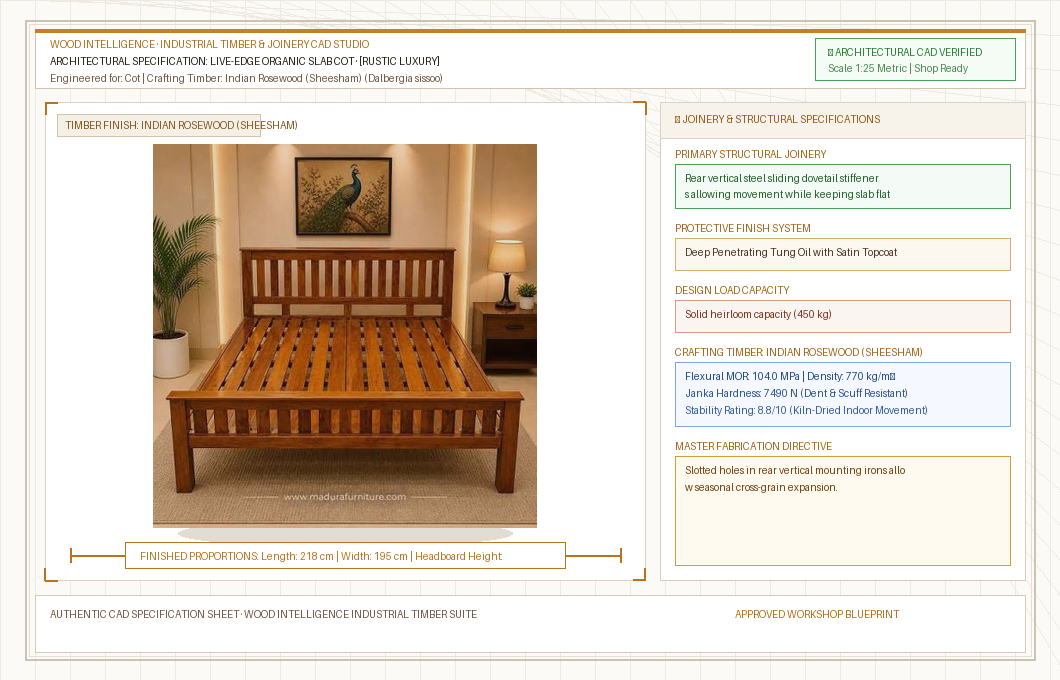 WOOD INTELLIGENCE · INDUSTRIAL TIMBER & JOINERY CAD STUDIO
ARCHITECTURAL SPECIFICATION: LIVE-EDGE ORGANIC SLAB COT · [RUSTIC LUXURY]
Engineered for: Cot | Crafting Timber: Indian Rosewood (Sheesham) (Dalbergia sissoo)
ARCHITECTURAL CAD VERIFIED
Scale 1:25 Metric | Shop Ready
TIMBER FINISH: INDIAN ROSEWOOD (SHEESHAM)
www.madurafurniture.com
FINISHED PROPORTIONS: Length: 218 cm | Width: 195 cm | Headboard Height:
JOINERY & STRUCTURAL SPECIFICATIONS
PRIMARY STRUCTURAL JOINERY
Rear vertical steel sliding dovetail stiffener
s allowing movement while keeping slab flat
PROTECTIVE FINISH SYSTEM
Deep Penetrating Tung Oil with Satin Topcoat
DESIGN LOAD CAPACITY
Solid heirloom capacity (450 kg)
CRAFTING TIMBER: INDIAN ROSEWOOD (SHEESHAM)
Flexural MOR: 104.0 MPa | Density: 770 kg/m
Janka Hardness: 7490 N (Dent & Scuff Resistant)
Stability Rating: 8.8/10 (Kiln-Dried Indoor Movement)
MASTER FABRICATION DIRECTIVE
Slotted holes in rear vertical mounting irons allo
w seasonal cross-grain expansion.
AUTHENTIC CAD SPECIFICATION SHEET · WOOD INTELLIGENCE INDUSTRIAL TIMBER SUITE
APPROVED WORKSHOP BLUEPRINT